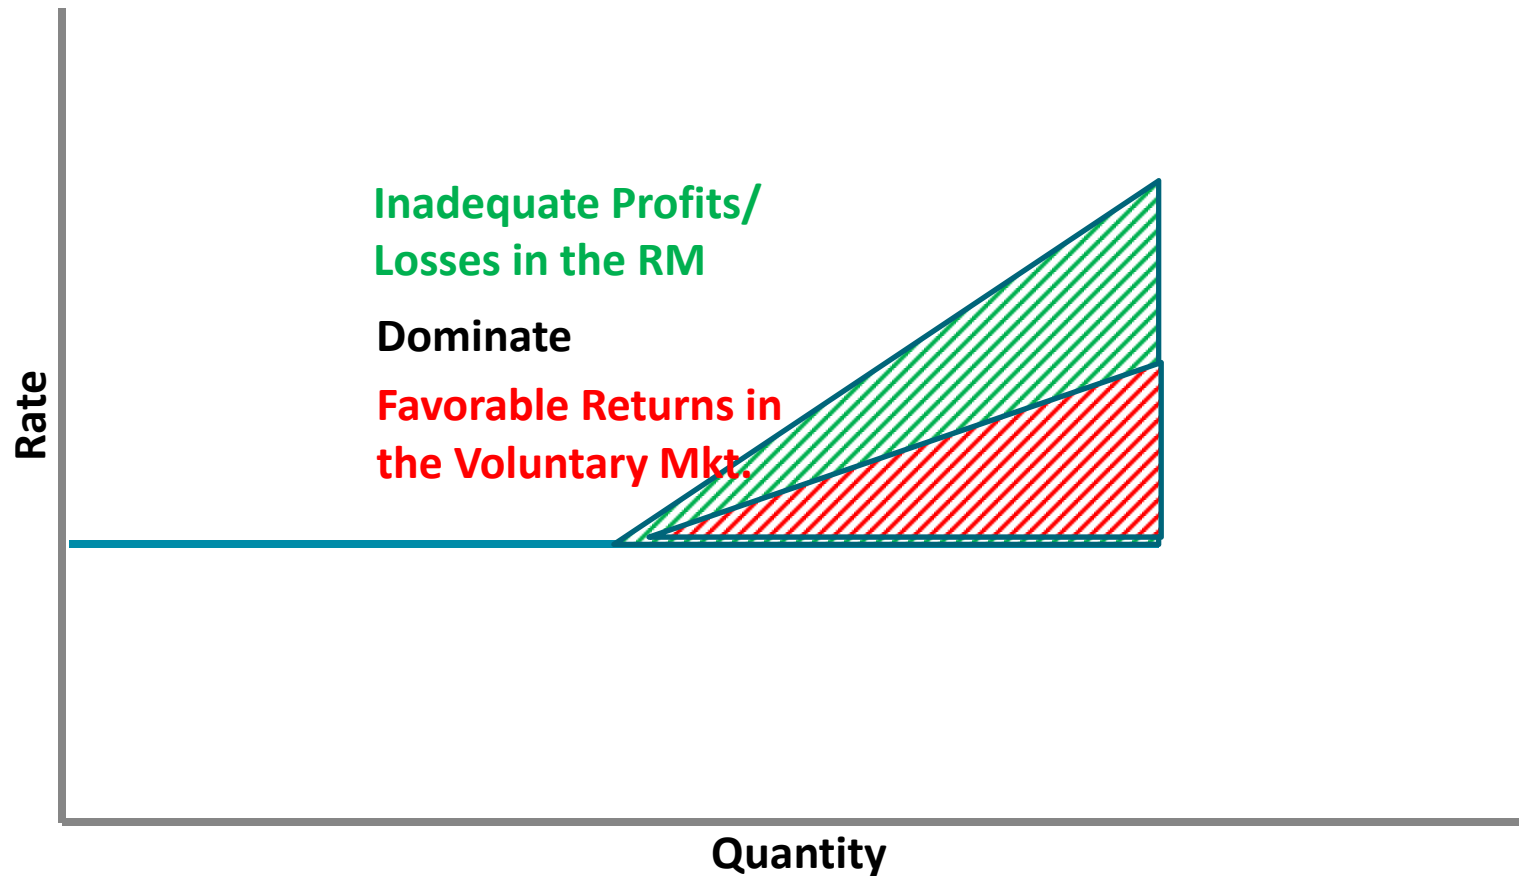 Inadequate Profits/
Losses in the RM
Dominate
Favorable Returns in
the Voluntary Mkt.
Rate
Quantity